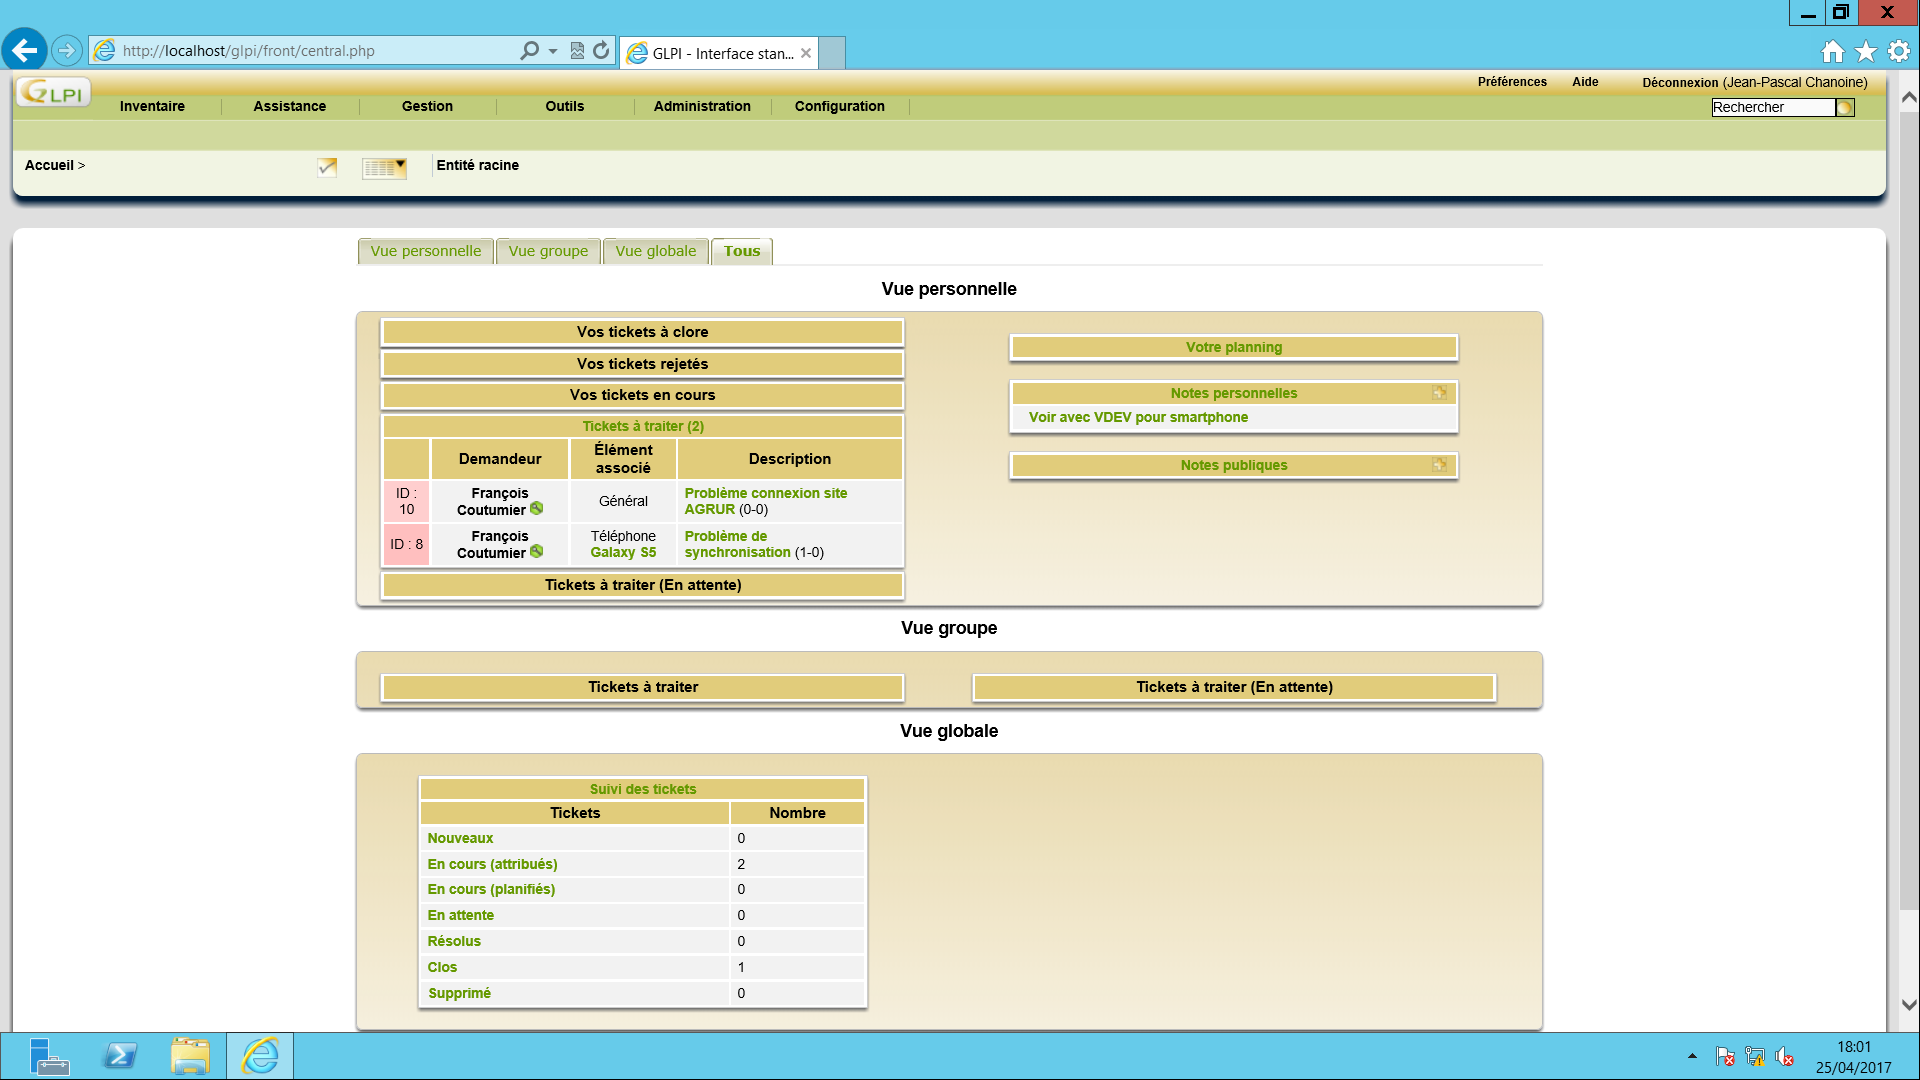 http://localhost/glpi/front/central.php
GLPI - Interface stan...
Préférences
Aide
Déconnexion (Jean-Pascal Chanoine)
GLPI
Inventaire
Assistance
Gestion
Outils
Administration
Configuration
Rechercher
Accueil >
Entité racine
Vue personnelle
Vue groupe
Vue globale
Tous
Vue personnelle
Vos tickets à clore
Vos tickets rejetés
Vos tickets en cours
Tickets à traiter (2)
Demandeur
Élément
associé
Description
ID :
10
François
Coutumier
Général
Problème connexion site
AGRUR (0-0)
ID : 8
François
Coutumier
Téléphone
Galaxy S5
Problème de
synchronisation (1-0)
Tickets à traiter (En attente)
Votre planning
Notes personnelles
Voir avec VDEV pour smartphone
Notes publiques
Vue groupe
Tickets à traiter
Tickets à traiter (En attente)
Vue globale
Suivi des tickets
Tickets
Nombre
Nouveaux
0
En cours (attribués)
2
En cours (planifiés)
0
En attente
0
Résolus
0
Clos
1
Supprimé
0
18:01
25/04/2017